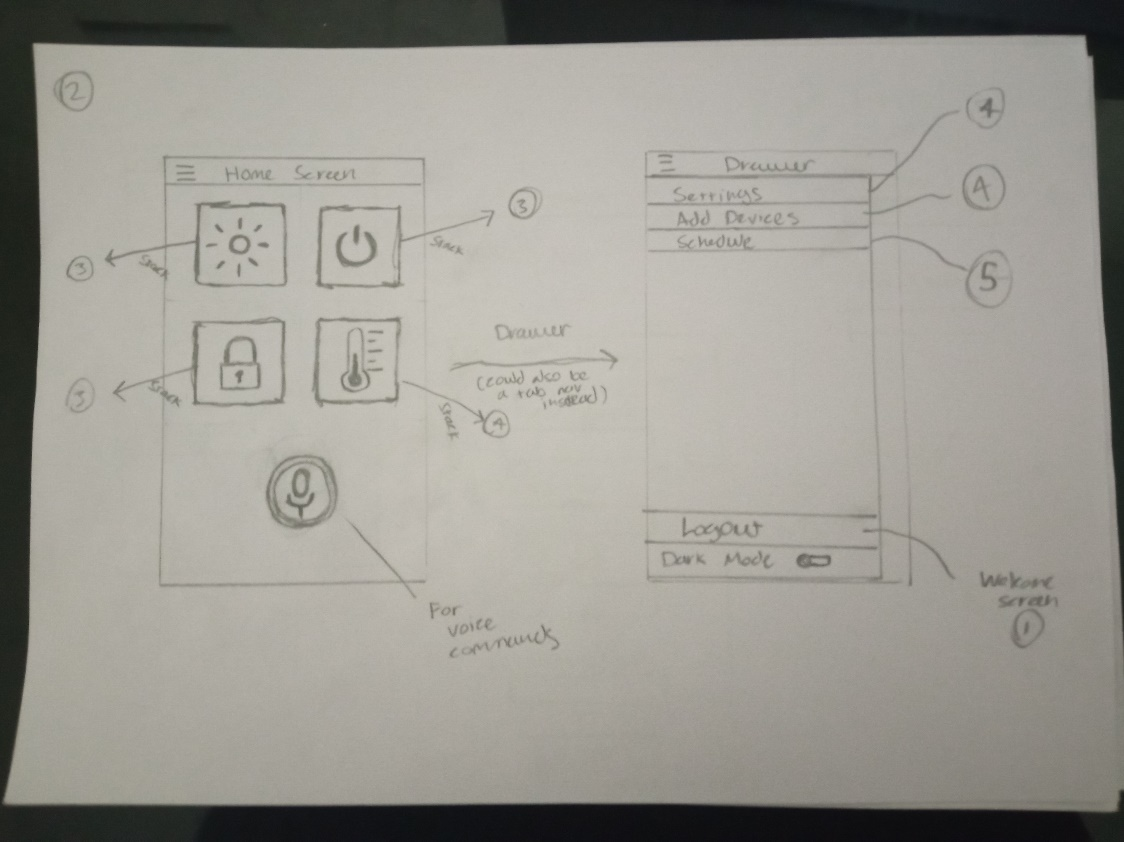 2
Home Screen
3
Stack
Stack
3
3
Stack
Stack
4
Drawer
(could also be
a tab nav
instead)
For
voice
commands
Drawer
Settings
Add Devices
Schedule
4
4
5
Logout
Dark Mode
Welcome
screen
1